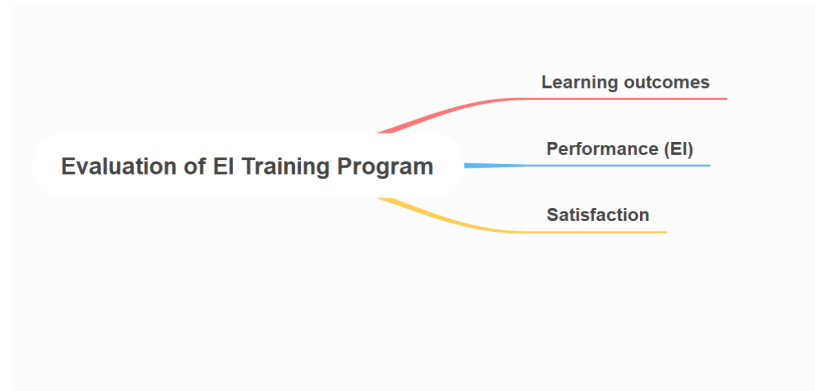 Learning outcomes
Evaluation of EI Training Program
Performance (EI)
Satisfaction